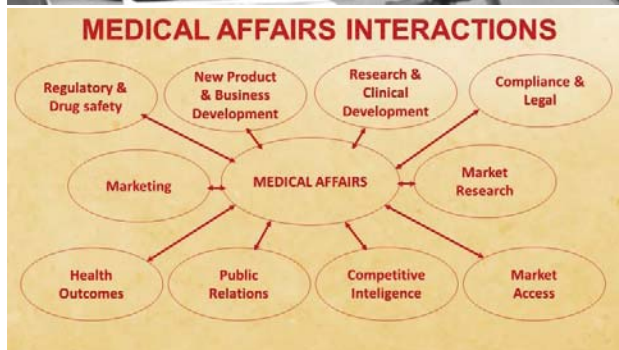 MEDICAL AFFAIRS INTERACTIONS
Regulatory &
Drug safety
New Product
& Business
Development
Research &
Clinical
Development
Compliance &
Legal
Marketing
MEDICAL AFFAIRS
Market
Research
Health
Outcomes
Public
Relations
Competitive
Inteligence
Market
Access